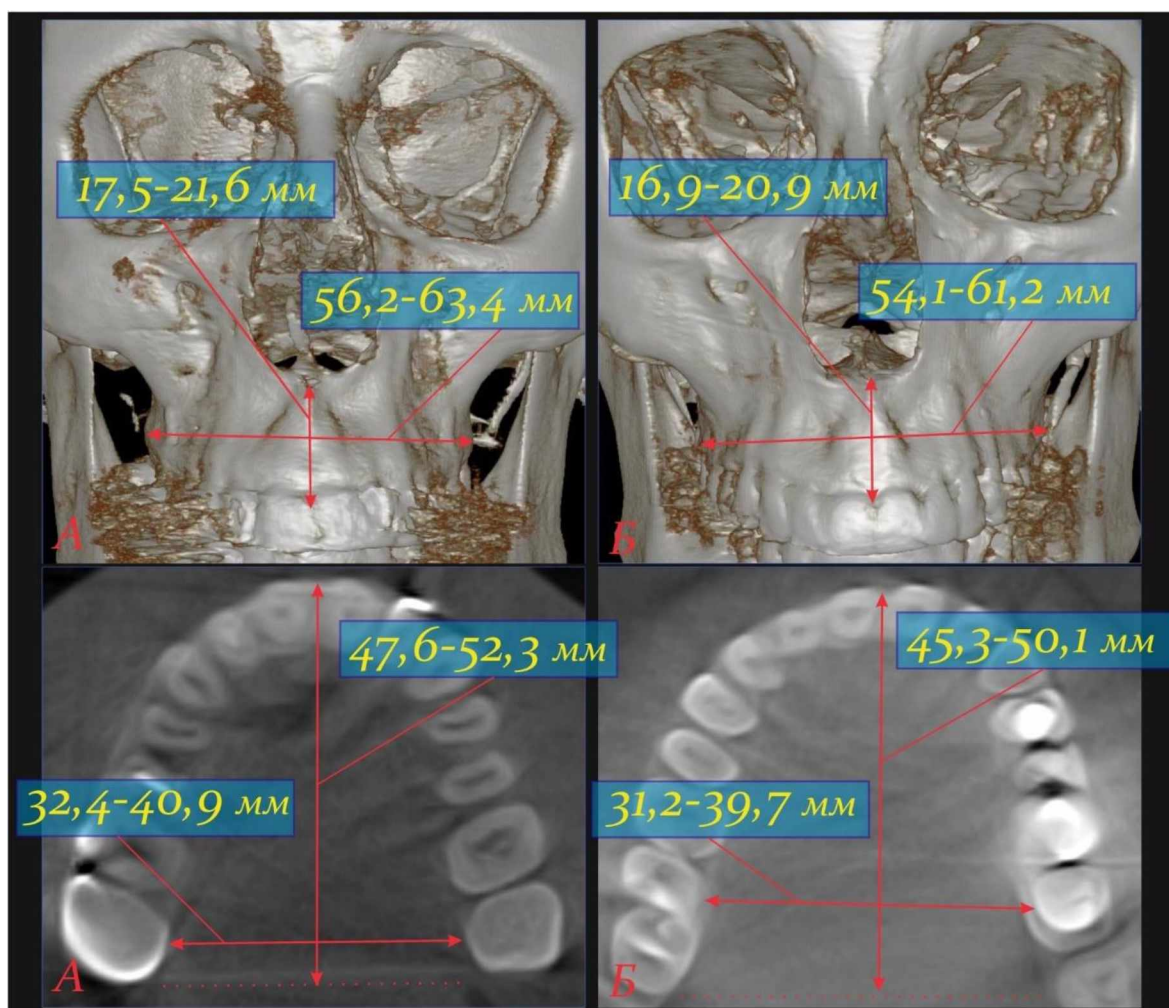 17,5-21,6 мм
16,9-20,9 мм
56,2-63,4 мм
54,1-61,2 мм
А
Б
47,6-52,3 мм
45,3-50,1 мм
32,4-40,9 мм
31,2-39,7 мм
А
Б